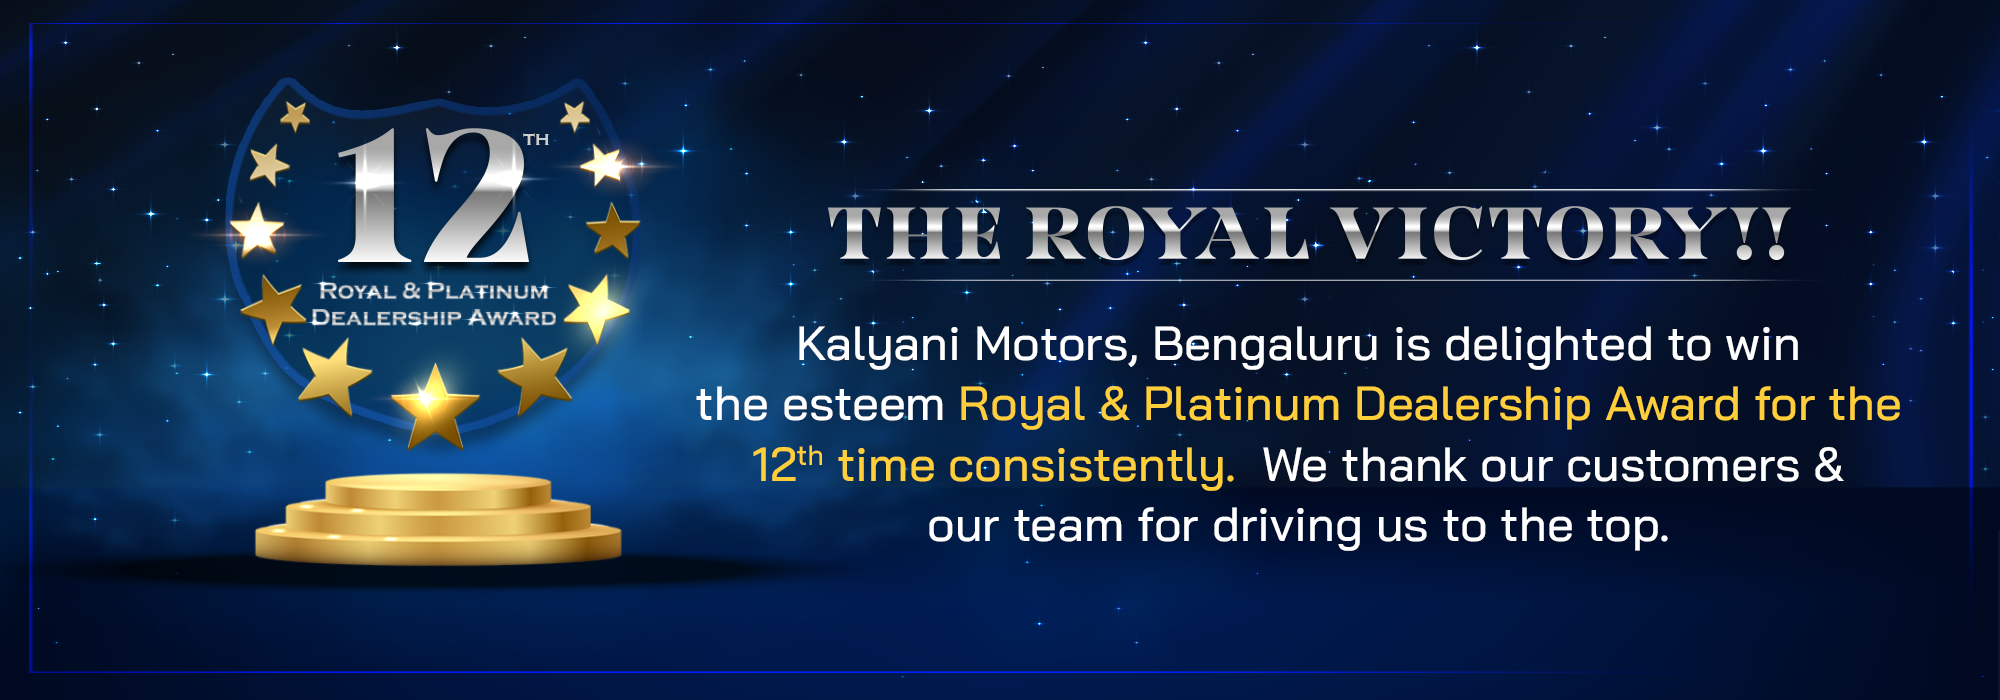 12TH
ROYAL & PLATINUM
DEALERSHIP AWARD
THE ROYAL VICTORY!!
Kalyani Motors, Bengaluru is delighted to win
the esteem Royal & Platinum Dealership Award for the
12th time consistently. We thank our customers &
our team for driving us to the top.